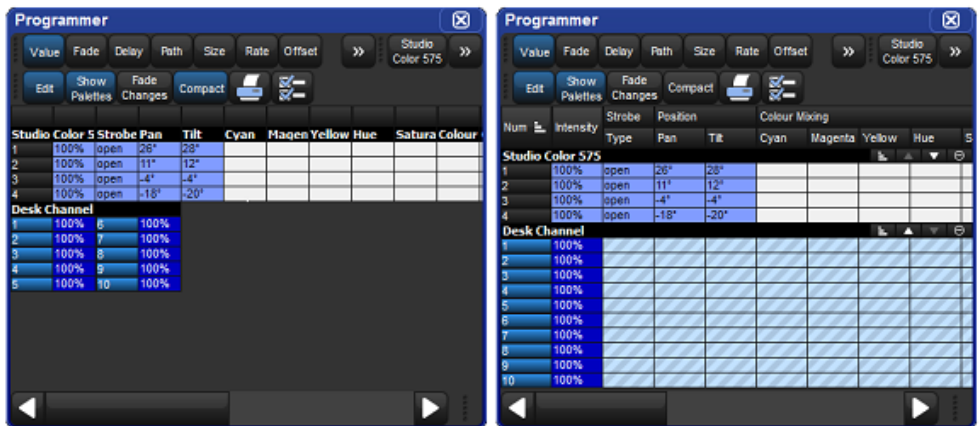 Programmer
Value Fade Delay Path Size Rate Offset >> Studio Color 575 >>
Edit Show Palettes Fade Changes Compact
Studio Color 5 Strobe Pan Tilt Cyan Magen Yellow Hue Satura Colour
1 100% open 26° 28°
2 100% open 11° 12°
3 100% open -4° -4°
4 100% open -18° -20°
Desk Channel
1 100% 6 100%
2 100% 7 100%
3 100% 8 100%
4 100% 9 100%
5 100% 10 100%
Programmer
Value Fade Delay Path Size Rate Offset >> Studio Color 575 >>
Edit Show Palettes Fade Changes Compact
Num Intensity Strobe Position Colour Mixing
Type Pan Tilt Cyan Magenta Yellow Hue S
Studio Color 575
1 100% open 26° 28°
2 100% open 11° 12°
3 100% open -4° -4°
4 100% open -18° -20°
Desk Channel
1 100%
2 100%
3 100%
4 100%
5 100%
6 100%
7 100%
8 100%
9 100%
10 100%